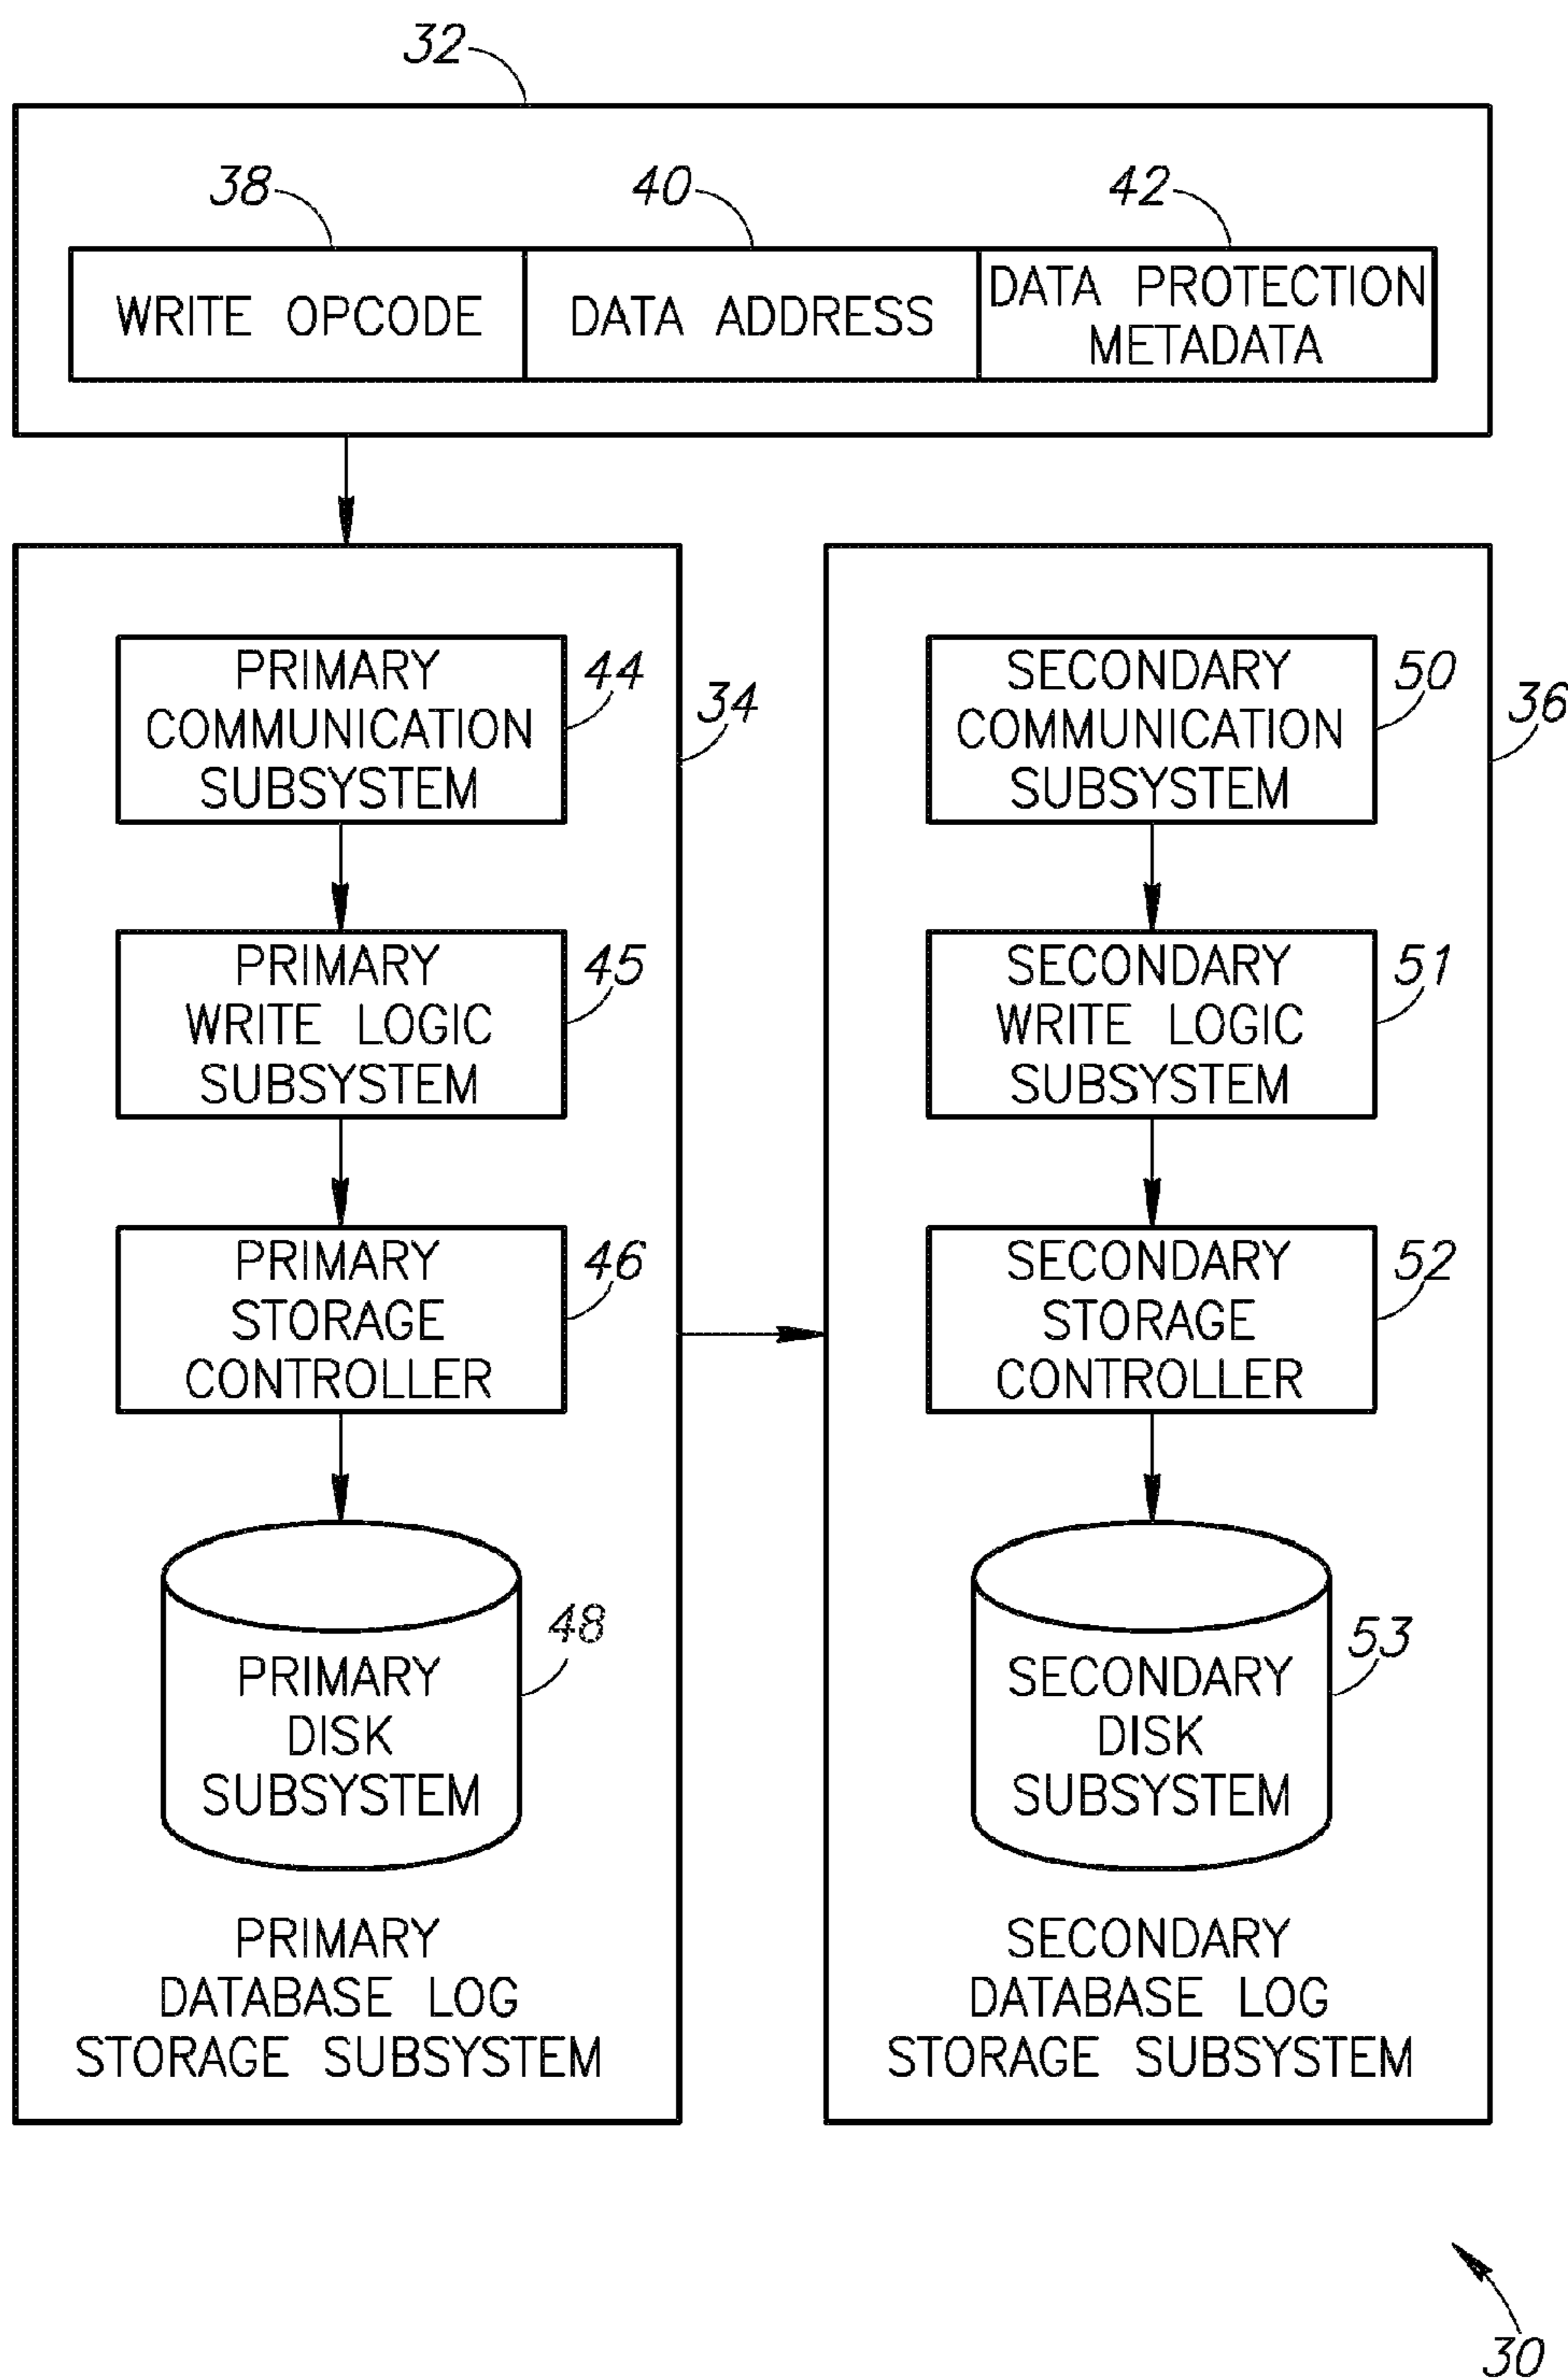 32
38
40
42
WRITE OPCODE
DATA ADDRESS
DATA PROTECTION
METADATA
PRIMARY
COMMUNICATION
SUBSYSTEM
44
34
PRIMARY
WRITE LOGIC
SUBSYSTEM
45
PRIMARY
STORAGE
CONTROLLER
46
PRIMARY
DISK
SUBSYSTEM
48
PRIMARY
DATABASE LOG
STORAGE SUBSYSTEM
SECONDARY
COMMUNICATION
SUBSYSTEM
50
36
SECONDARY
WRITE LOGIC
SUBSYSTEM
51
SECONDARY
STORAGE
CONTROLLER
52
SECONDARY
DISK
SUBSYSTEM
53
SECONDARY
DATABASE LOG
STORAGE SUBSYSTEM
30